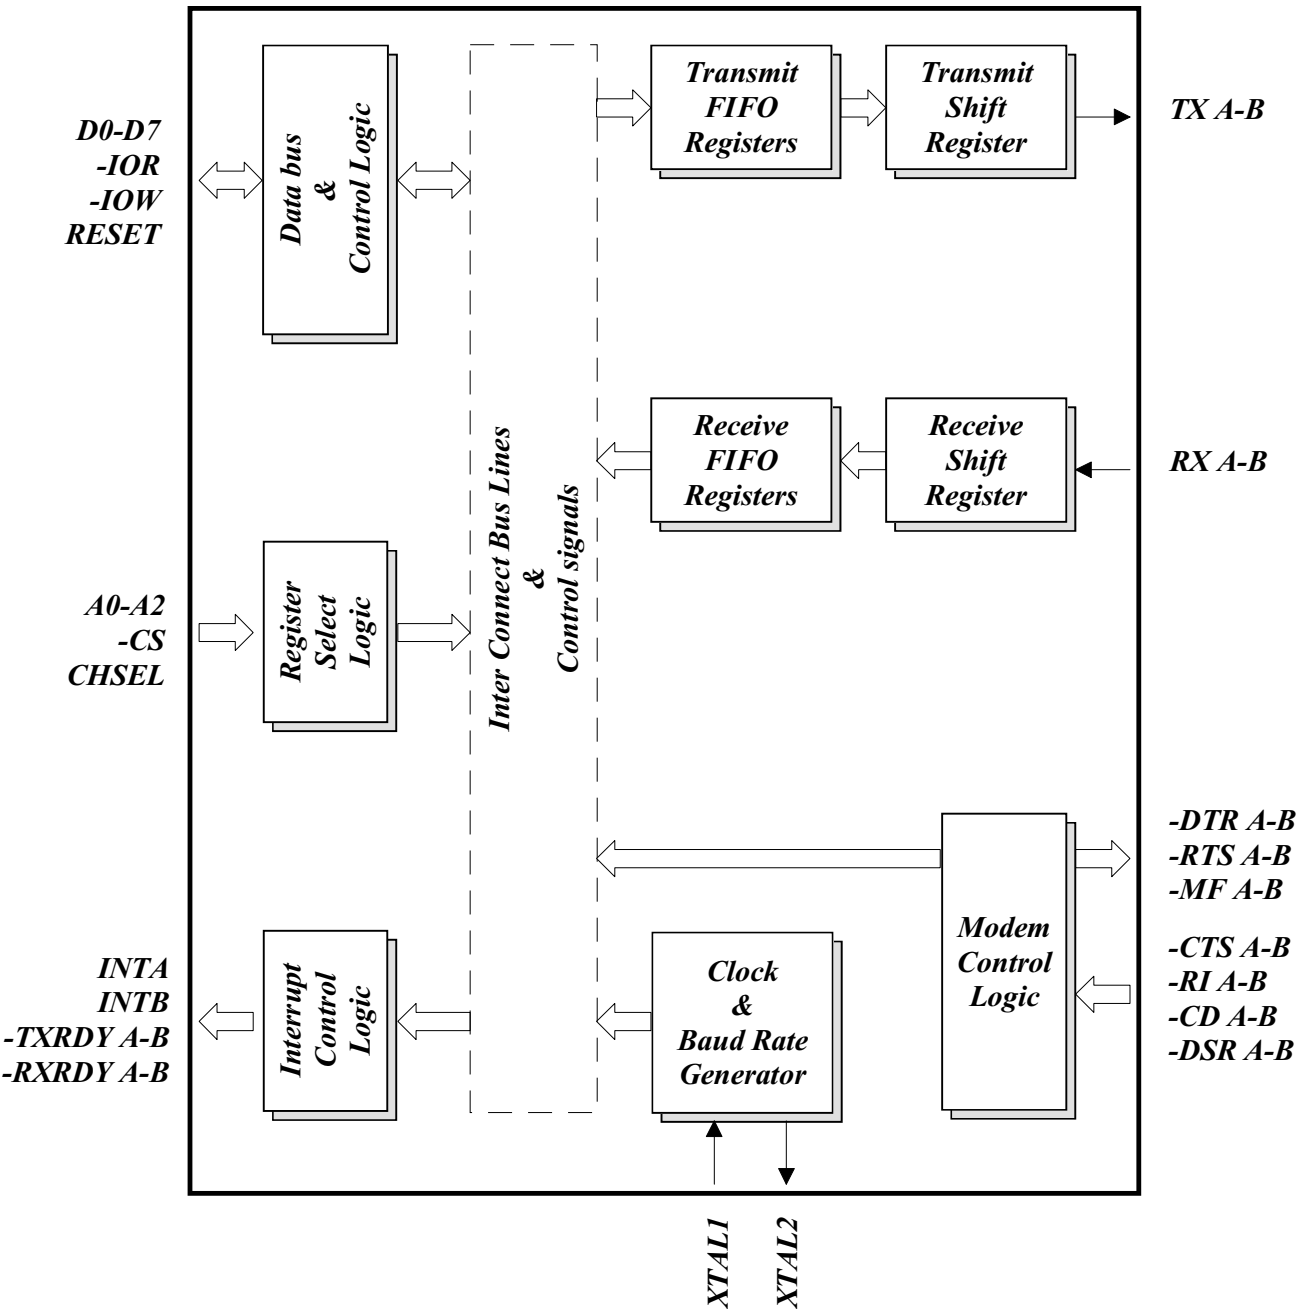 D0-D7
-IOR
-IOW
RESET
Data bus
&
Control Logic
A0-A2
-CS
CHSEL
Register
Select
Logic
INTA
INTB
-TXRDY A-B
-RXRDY A-B
Interrupt
Control
Logic
Inter Connect Bus Lines
&
Control signals
Transmit
FIFO
Registers
Transmit
Shift
Register
TX A-B
Receive
FIFO
Registers
Receive
Shift
Register
RX A-B
Clock
&
Baud Rate
Generator
Modem
Control
Logic
-DTR A-B
-RTS A-B
-MF A-B
-CTS A-B
-RI A-B
-CD A-B
-DSR A-B
XTAL1
XTAL2